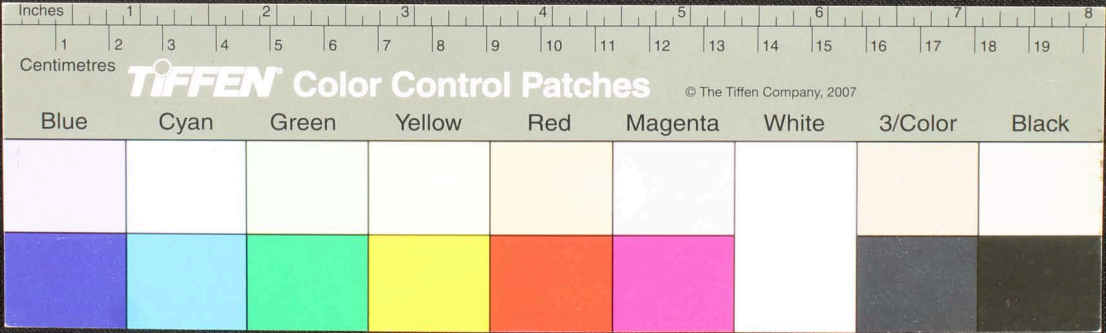 Inches 1 2 3 4 5 6 7 8
1 2 3 4 5 6 7 8 9 10 11 12 13 14 15 16 17 18 19
Centimetres
TIFFEN® Color Control Patches © The Tiffen Company, 2007
Blue Cyan Green Yellow Red Magenta White 3/Color Black